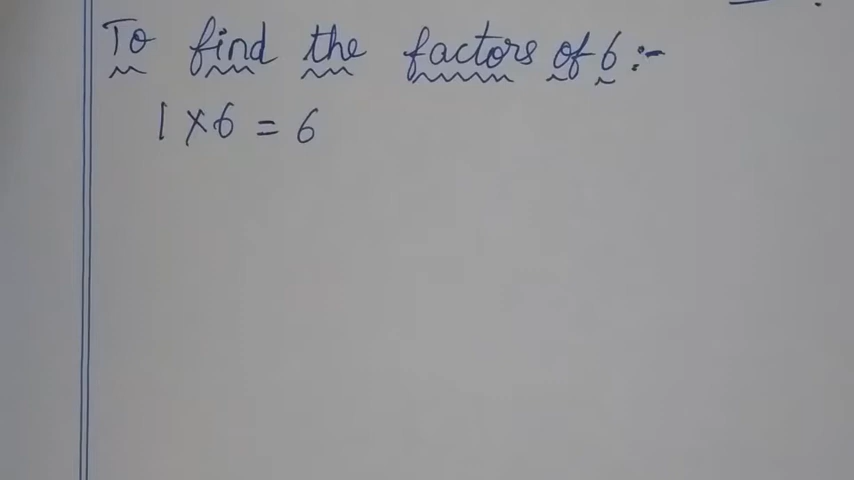 To find the factors of 6 :-
1 × 6 = 6